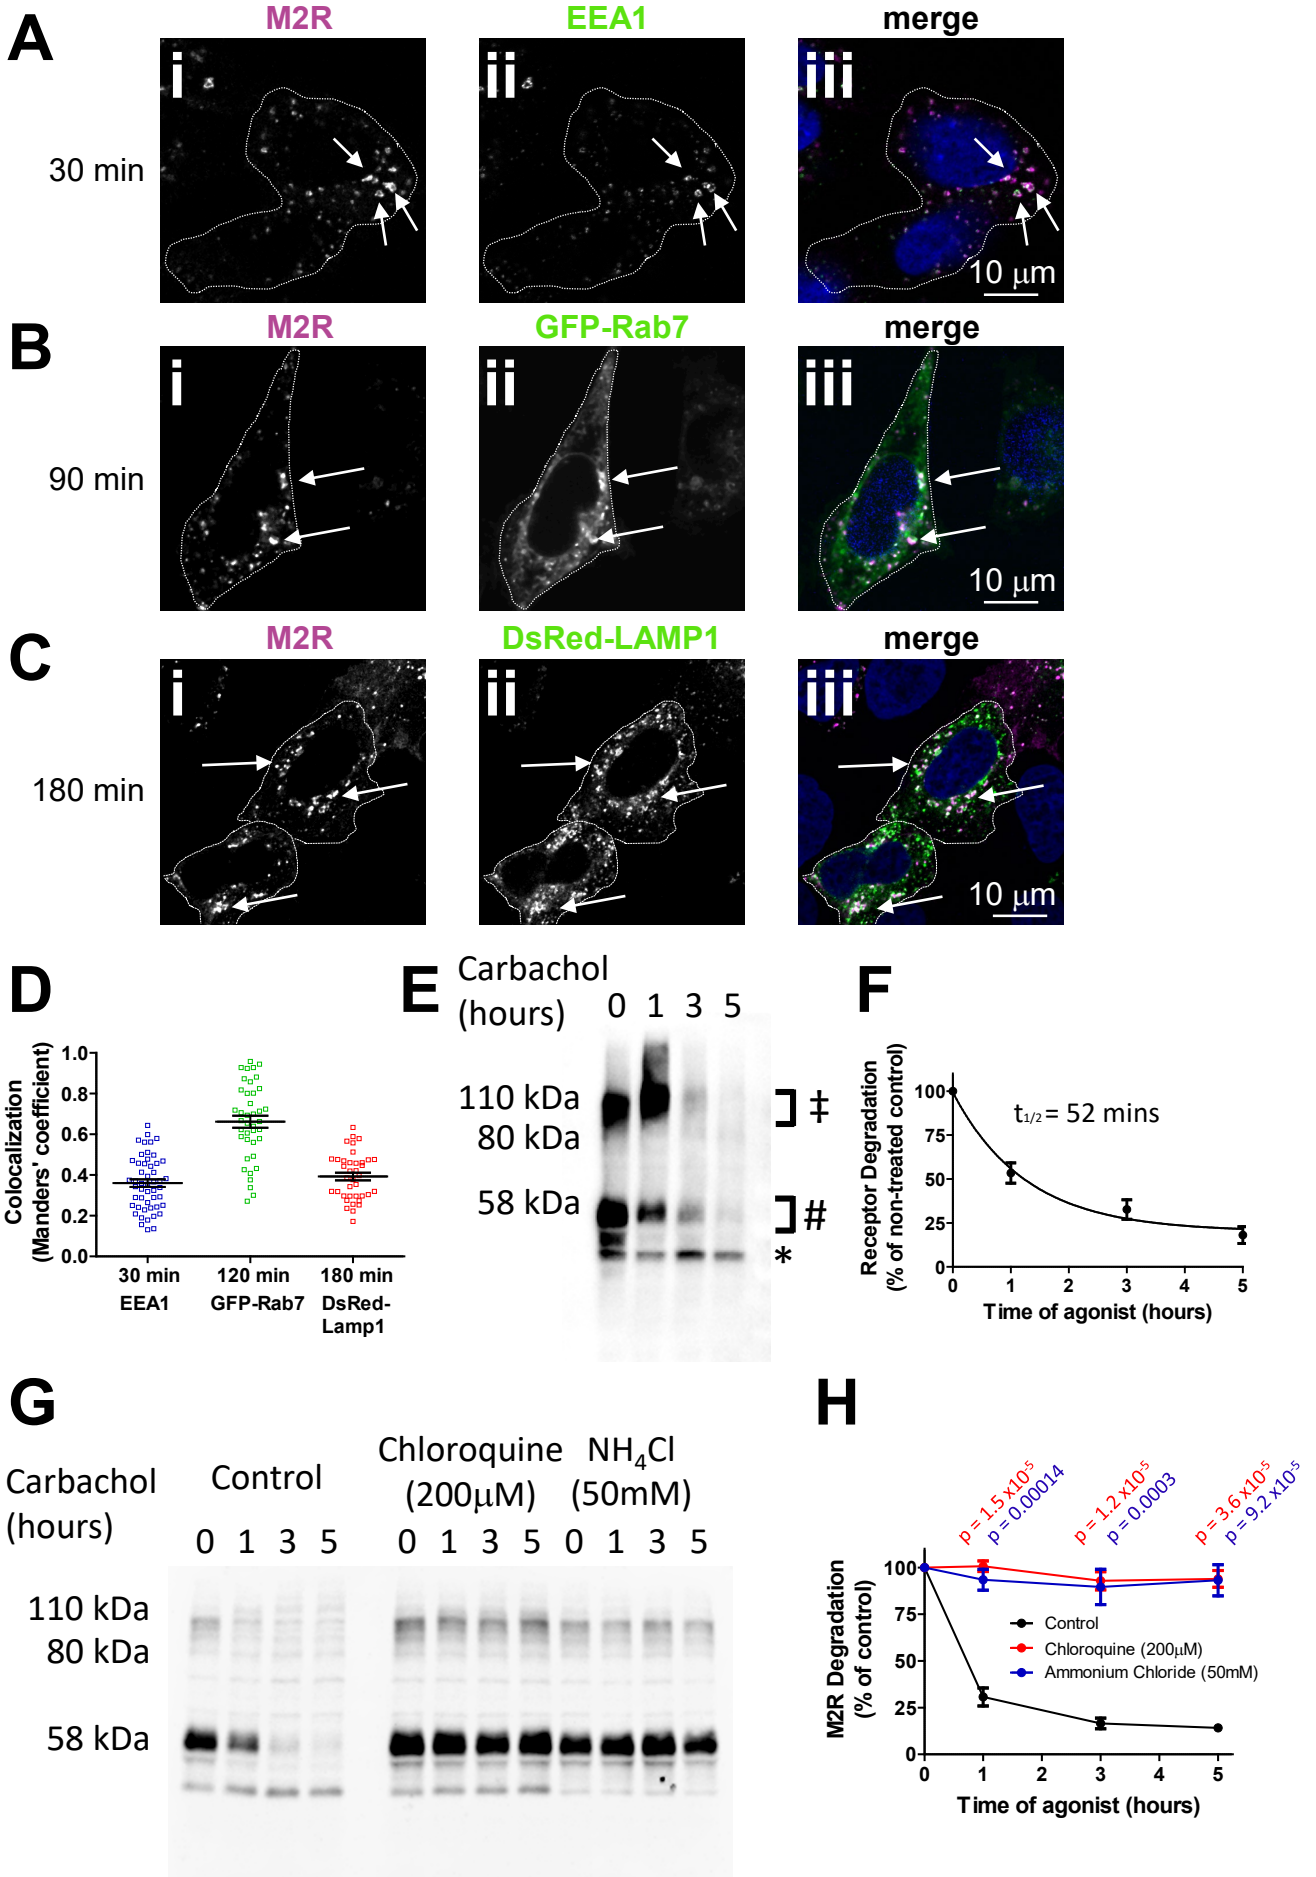 A
M2R
EEA1
merge
i
ii
iii
30 min
10 μm
B
M2R
GFP-Rab7
merge
i
ii
iii
90 min
10 μm
C
M2R
DsRed-LAMP1
merge
i
ii
iii
180 min
10 μm
D
Colocalization
(Manders' coefficient)
1.0
0.8
0.6
0.4
0.2
0.0
30 min 120 min 180 min
EEA1 GFP-Rab7 DsRed-
Lamp1
E
Carbachol
(hours)
0 1 3 5
110 kDa
80 kDa
58 kDa
‡
#
*
F
Receptor Degradation
(% of non-treated control)
100
75
50
25
0
t1/2 = 52 mins
0 1 2 3 4 5
Time of agonist (hours)
G
Carbachol
(hours)
Control
Chloroquine
(200μM)
NH4Cl
(50mM)
0 1 3 5 0 1 3 5 0 1 3 5
110 kDa
80 kDa
58 kDa
H
p = 1.5 x10-5
p = 0.00014
p = 1.2 x10-5
p = 0.0003
p = 3.6 x10-5
p = 9.2 x10-5
M2R Degradation
(% of control)
100
75
50
25
0
Control
Chloroquine (200μM)
Ammonium Chloride (50mM)
0 1 2 3 4 5
Time of agonist (hours)